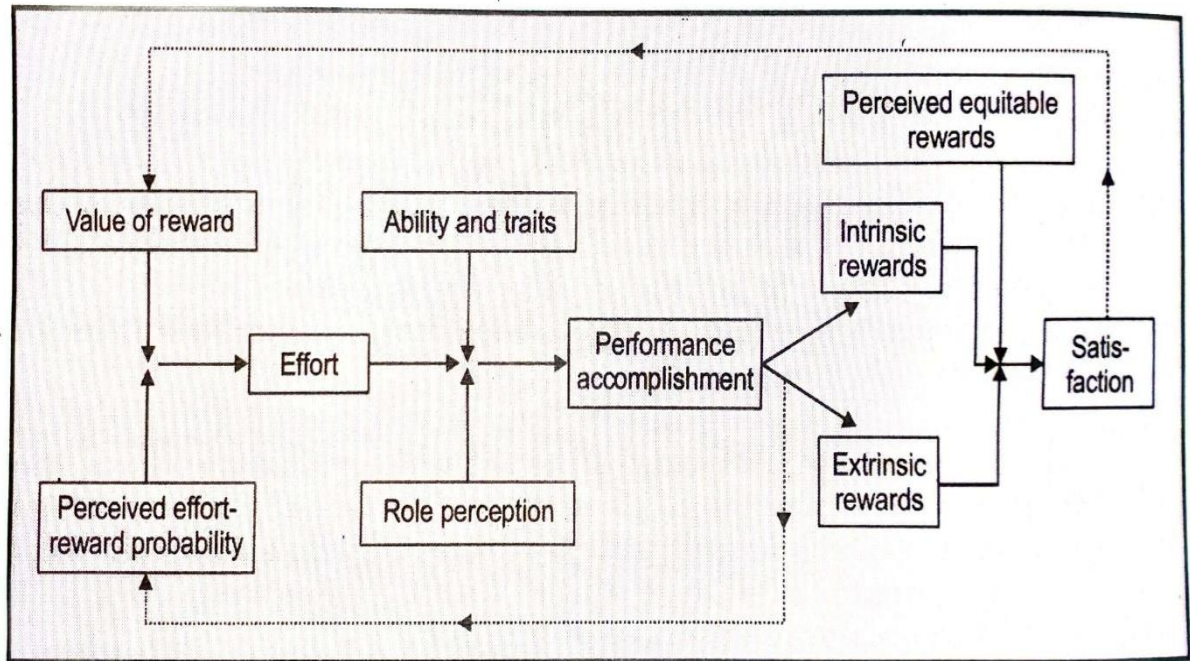 Perceived equitable
rewards
Value of reward
Ability and traits
Intrinsic
rewards
Effort
Performance
accomplishment
Satis-
faction
Perceived effort-
reward probability
Role perception
Extrinsic
rewards